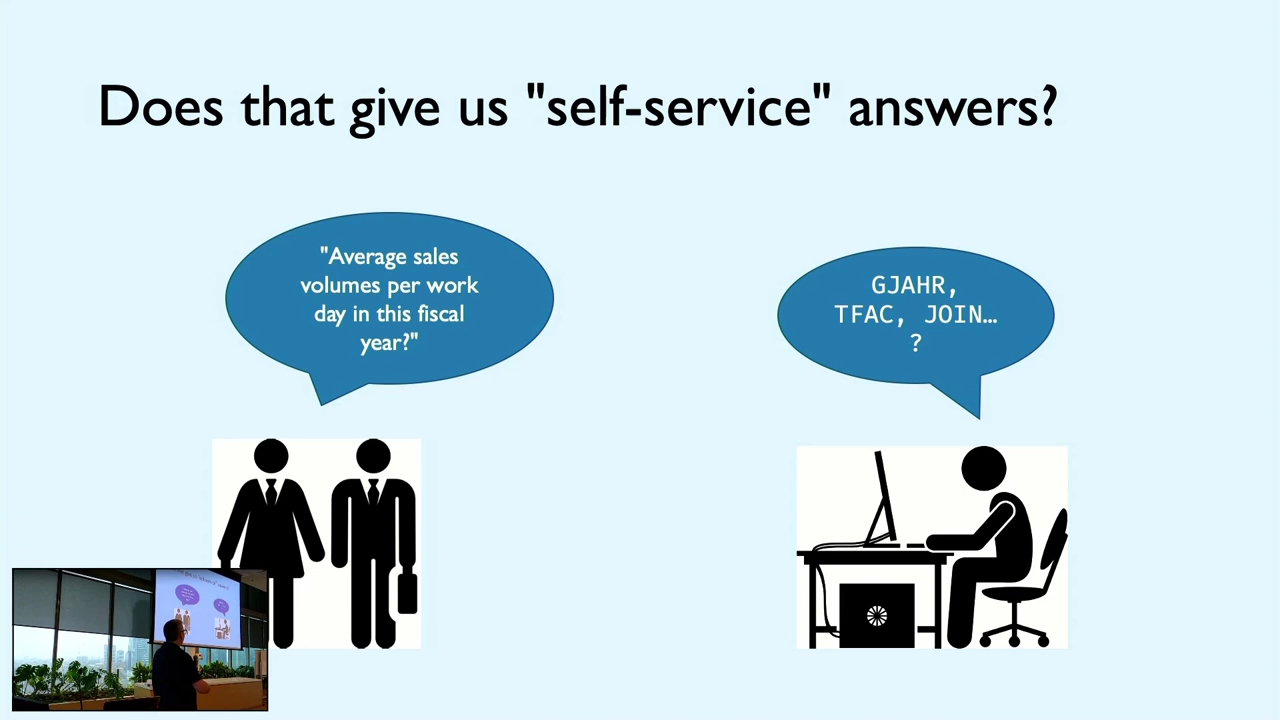 Does that give us "self-service" answers?
"Average sales
volumes per work
day in this fiscal
year?"
GJAHR,
TFAC, JOIN…
?